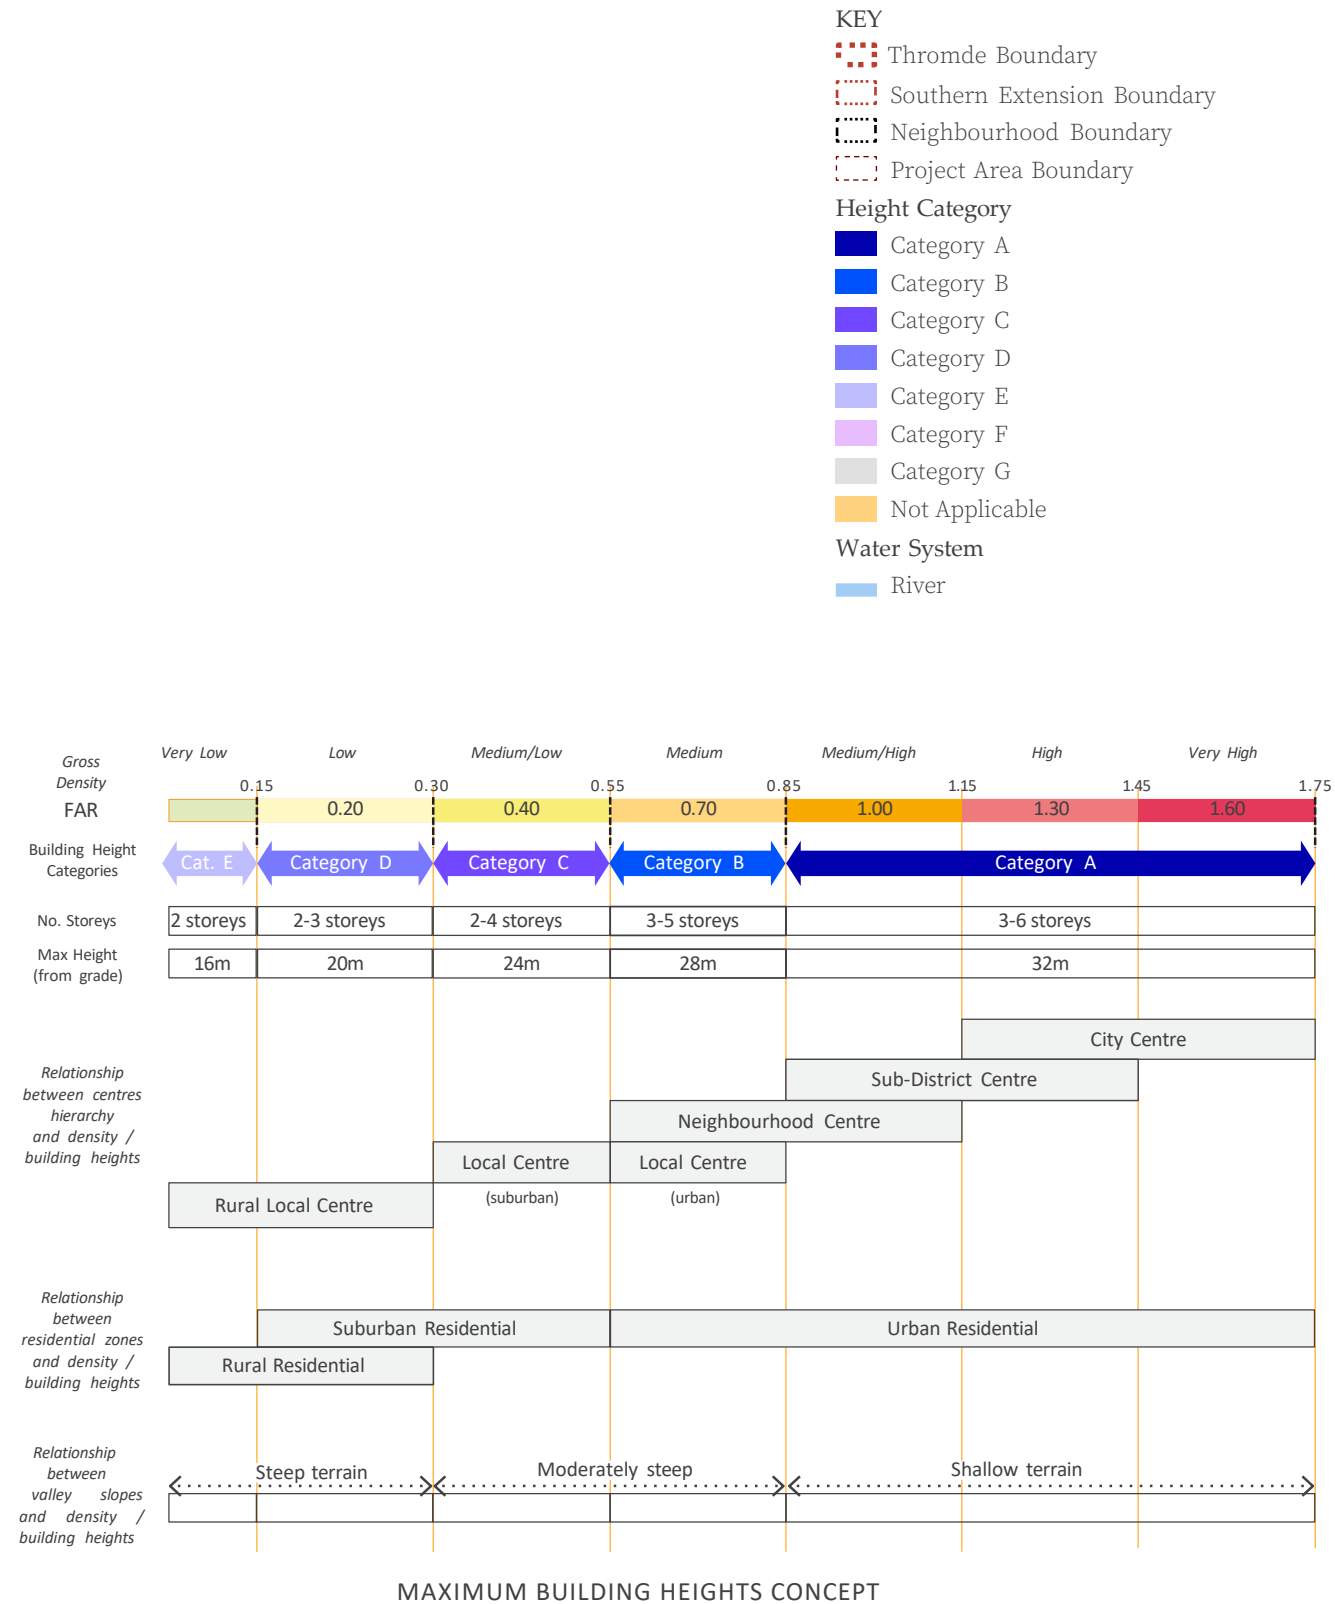 KEY
Thromde Boundary
Southern Extension Boundary
Neighbourhood Boundary
Project Area Boundary
Height Category
Category A
Category B
Category C
Category D
Category E
Category F
Category G
Not Applicable
Water System
River
Very Low Low Medium/Low Medium Medium/High High Very High
Gross
Density
0.15 0.30 0.55 0.85 1.15 1.45 1.75
FAR 0.20 0.40 0.70 1.00 1.30 1.60
Building Height
Categories
Cat. E Category D Category C Category B Category A
No. Storeys 2 storeys 2-3 storeys 2-4 storeys 3-5 storeys 3-6 storeys
Max Height
(from grade)
16m 20m 24m 28m 32m
Relationship
between centres
hierarchy
and density /
building heights
City Centre
Sub-District Centre
Neighbourhood Centre
Local Centre Local Centre
(suburban) (urban)
Rural Local Centre
Relationship
between
residential zones
and density /
building heights
Suburban Residential Urban Residential
Rural Residential
Relationship
between
valley slopes
and density /
building heights
Steep terrain Moderately steep Shallow terrain
MAXIMUM BUILDING HEIGHTS CONCEPT